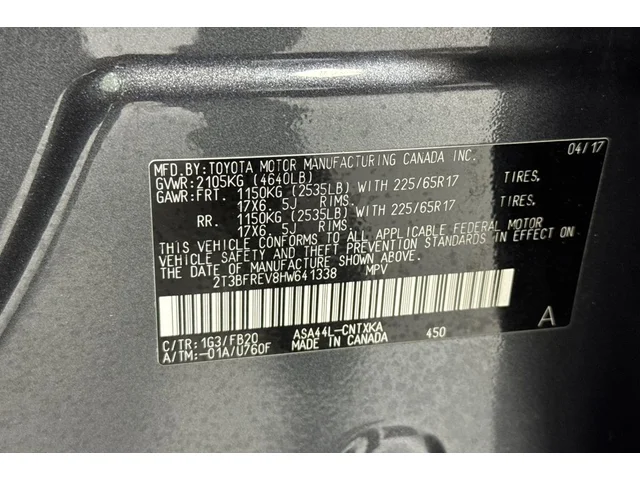 MFD. BY: TOYOTA MOTOR MANUFACTURING CANADA INC. 04/17
GVWR: 2105KG (4640LB)
GAWR: FRT. 1150KG (2535LB) WITH 225/65R17 TIRES,
17X6. 5J RIMS.
RR. 1150KG (2535LB) WITH 225/65R17 TIRES,
17X6. 5J RIMS.
THIS VEHICLE CONFORMS TO ALL APPLICABLE FEDERAL MOTOR
VEHICLE SAFETY AND THEFT PREVENTION STANDARDS IN EFFECT ON
THE DATE OF MANUFACTURE SHOWN ABOVE.
2T3BFREV8HW641338 MPV
C/TR: 1G3/FB20 ASA44L-CNTXKA 450 A
A/TM: -01A/U760F MADE IN CANADA